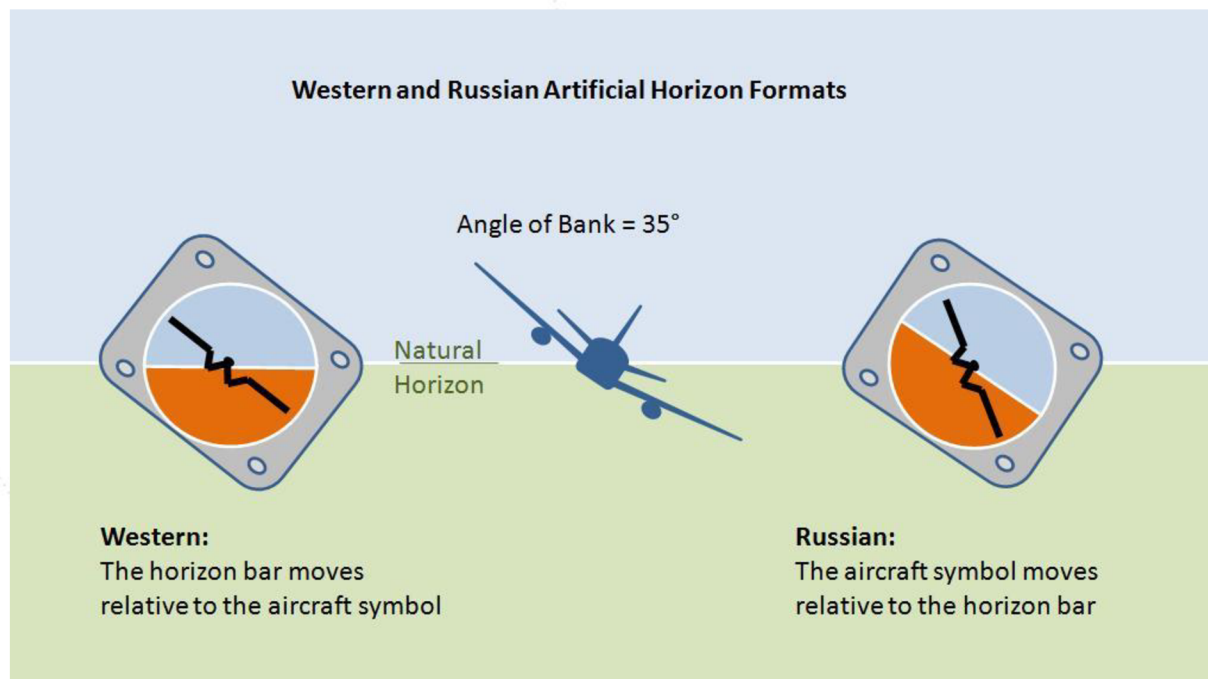 Western and Russian Artificial Horizon Formats
Angle of Bank = 35°
Natural
Horizon
Western:
The horizon bar moves
relative to the aircraft symbol
Russian:
The aircraft symbol moves
relative to the horizon bar